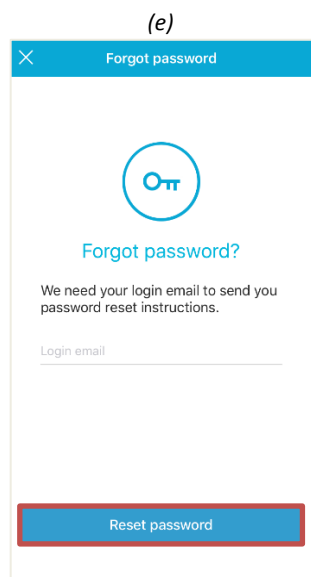 (e)
Forgot password
Forgot password?
We need your login email to send you
password reset instructions.
Login email
Reset password